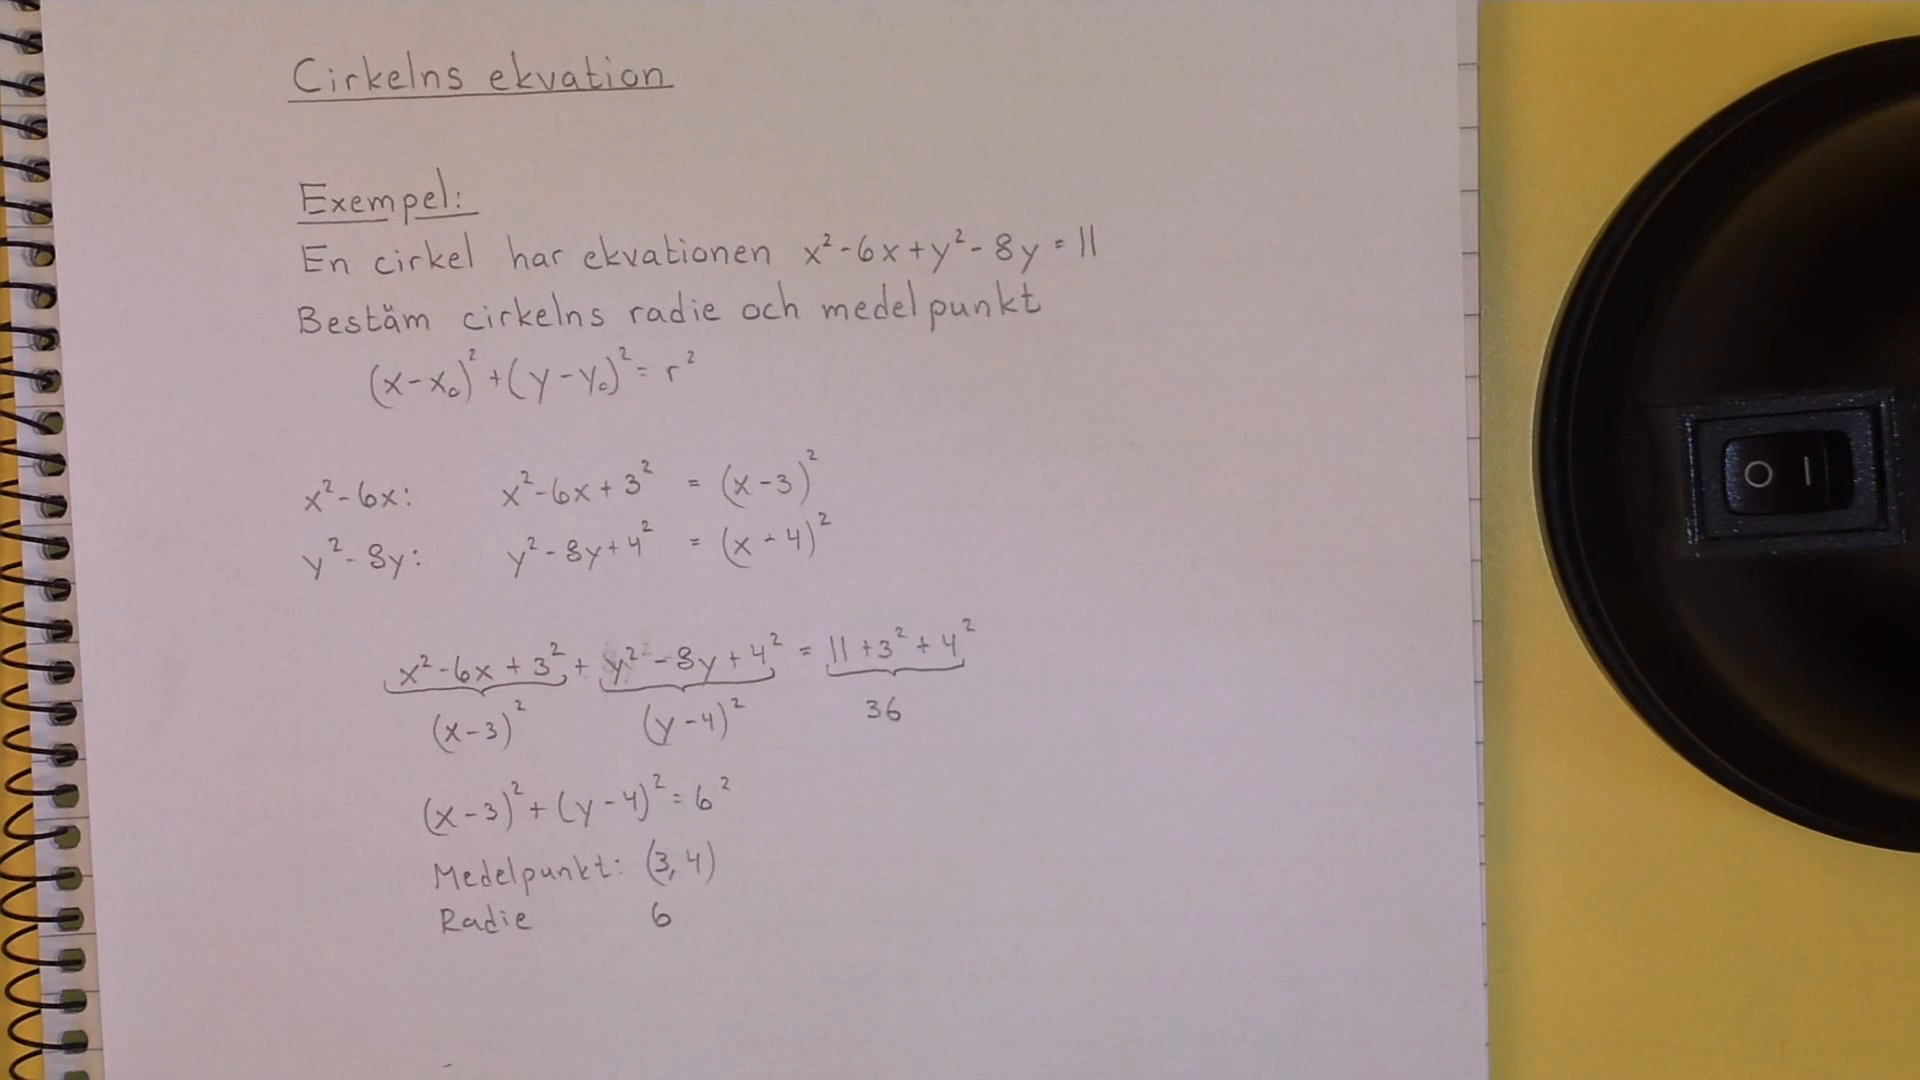 Cirkelns ekvation
Exempel:
En cirkel har ekvationen x²-6x+y²-8y=11
Bestäm cirkelns radie och medelpunkt
(x-x₀)²+(y-y₀)²=r²
x²-6x: x²-6x+3² = (x-3)²
y²-8y: y²-8y+4² = (x-4)²
x²-6x+3²+y²-8y+4² = 11+3²+4²
(x-3)² (y-4)² 36
(x-3)²+(y-4)²=6²
Medelpunkt: (3,4)
Radie 6
O I